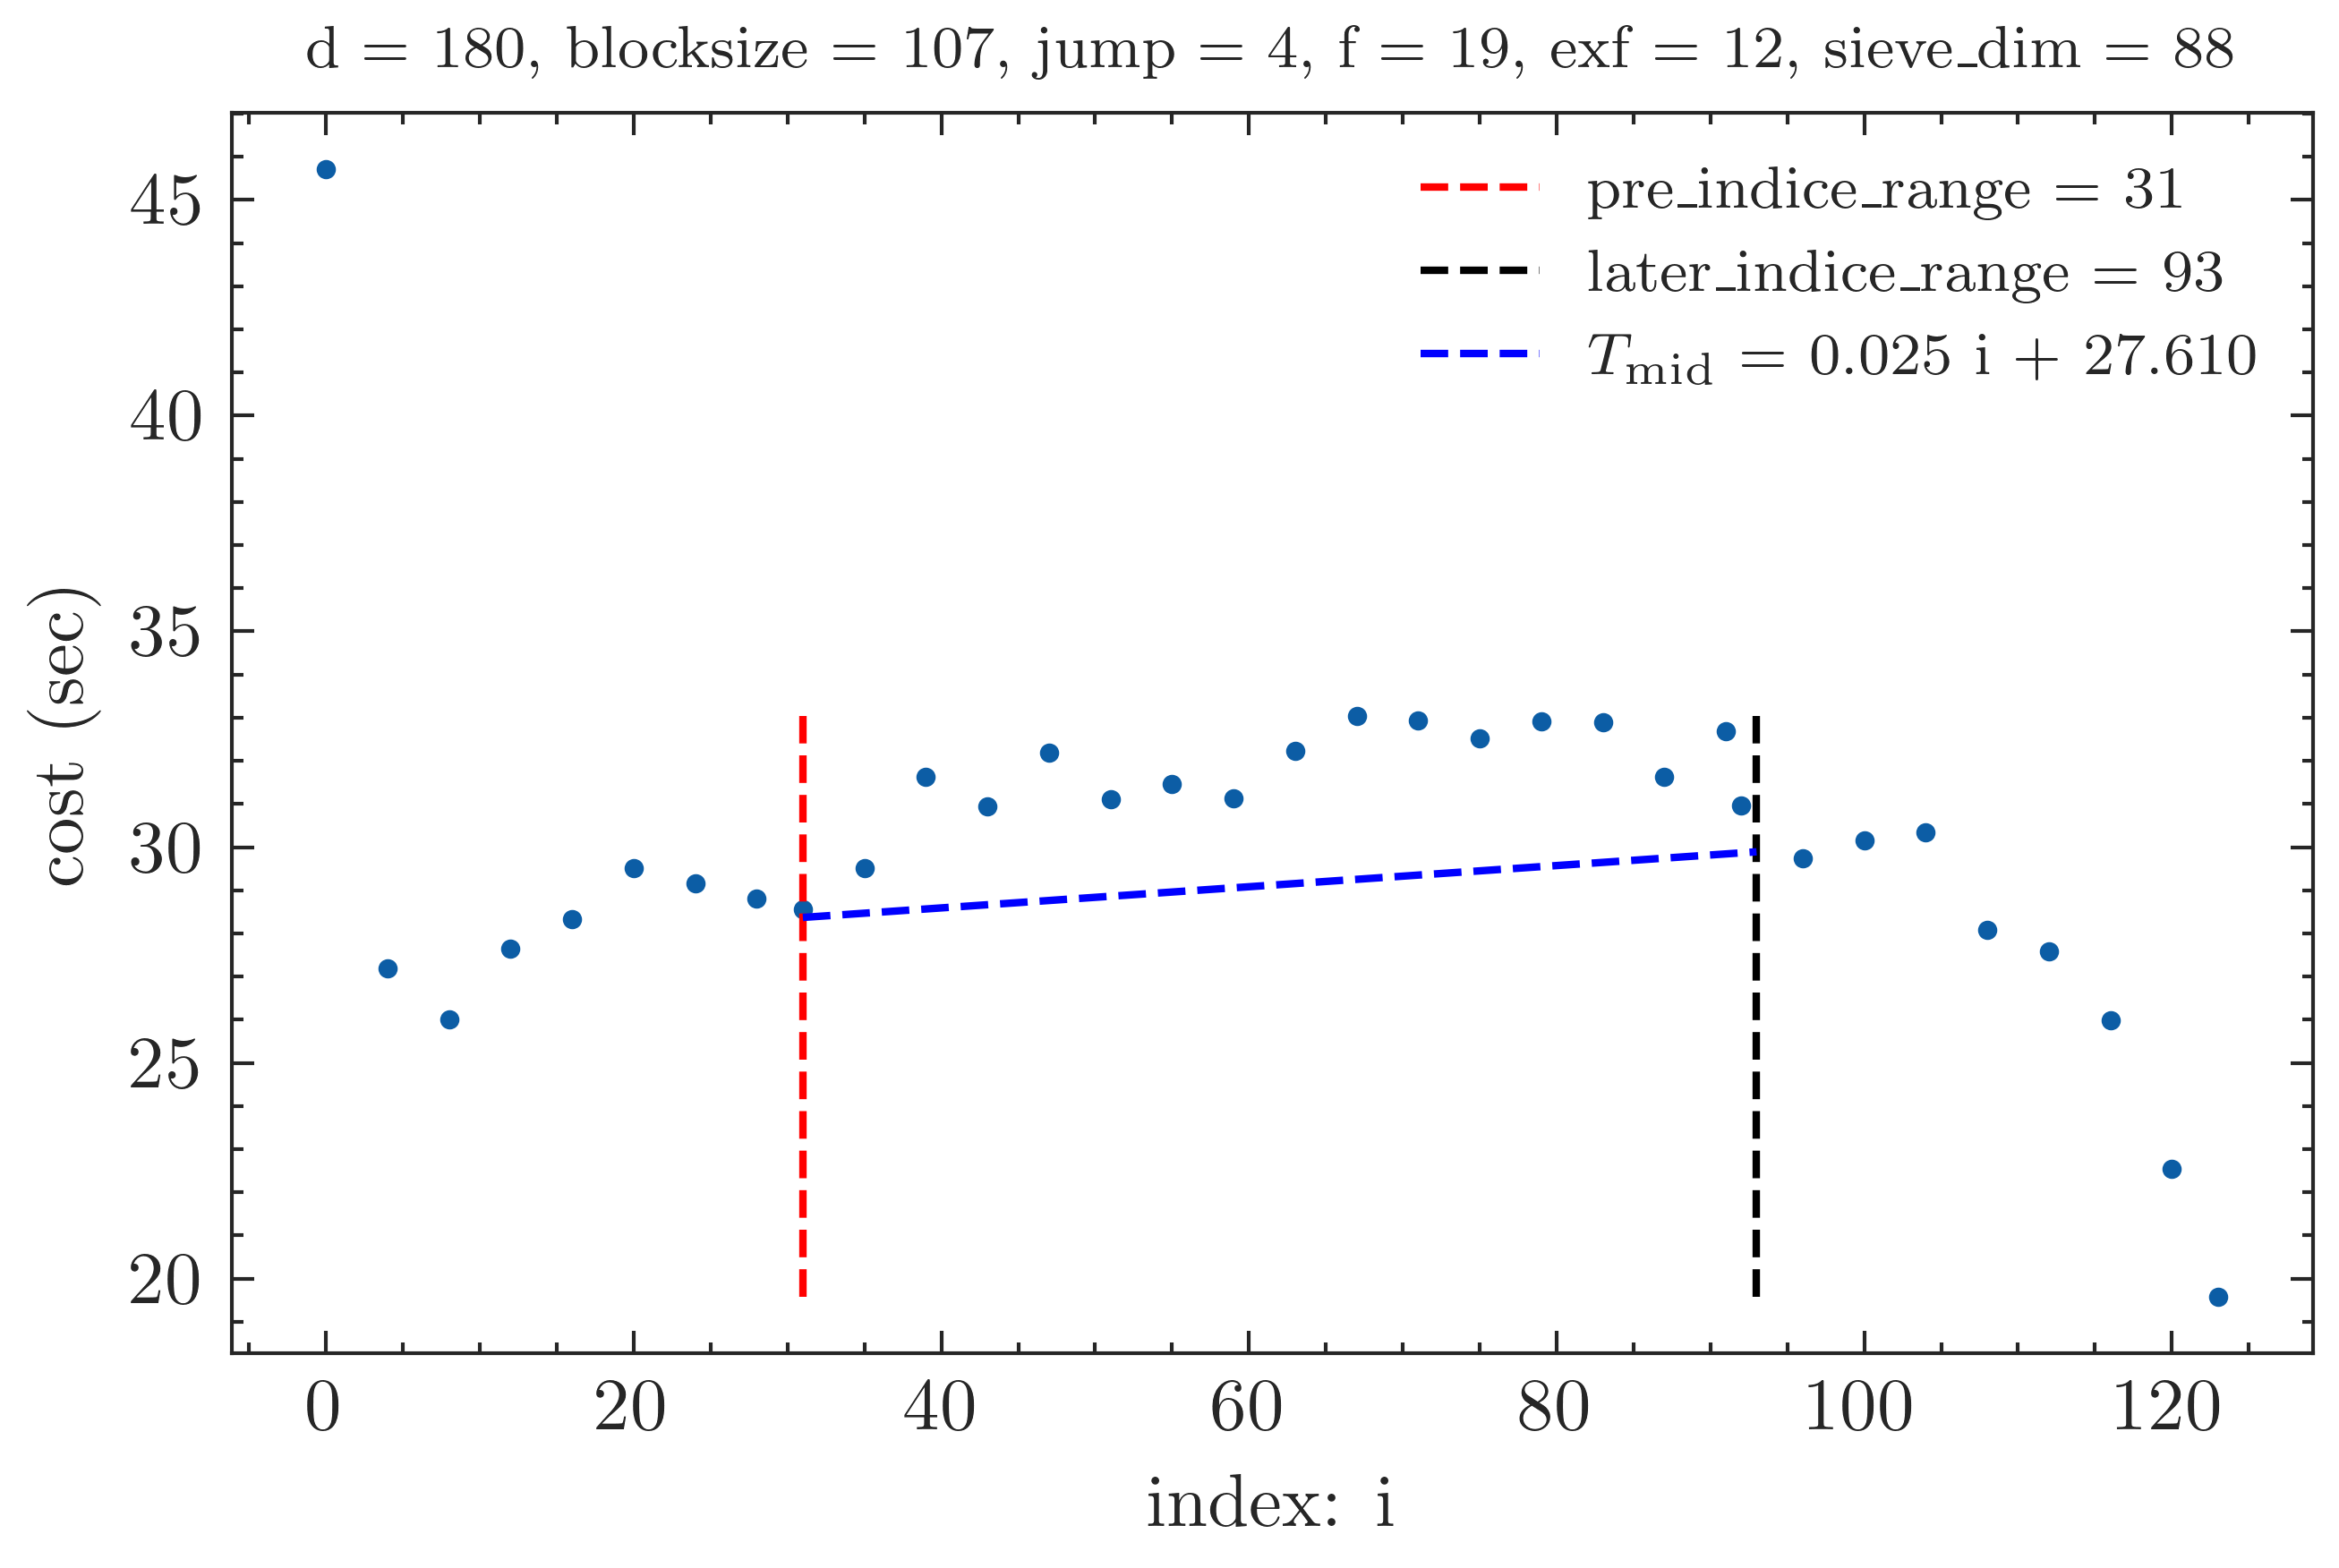 d = 180, blocksize = 107, jump = 4, f = 19, exf = 12, sieve_dim = 88
pre_indice_range = 31
later_indice_range = 93
T_mid = 0.025 i + 27.610
45
40
35
30
25
20
cost (sec)
0 20 40 60 80 100 120
index: i